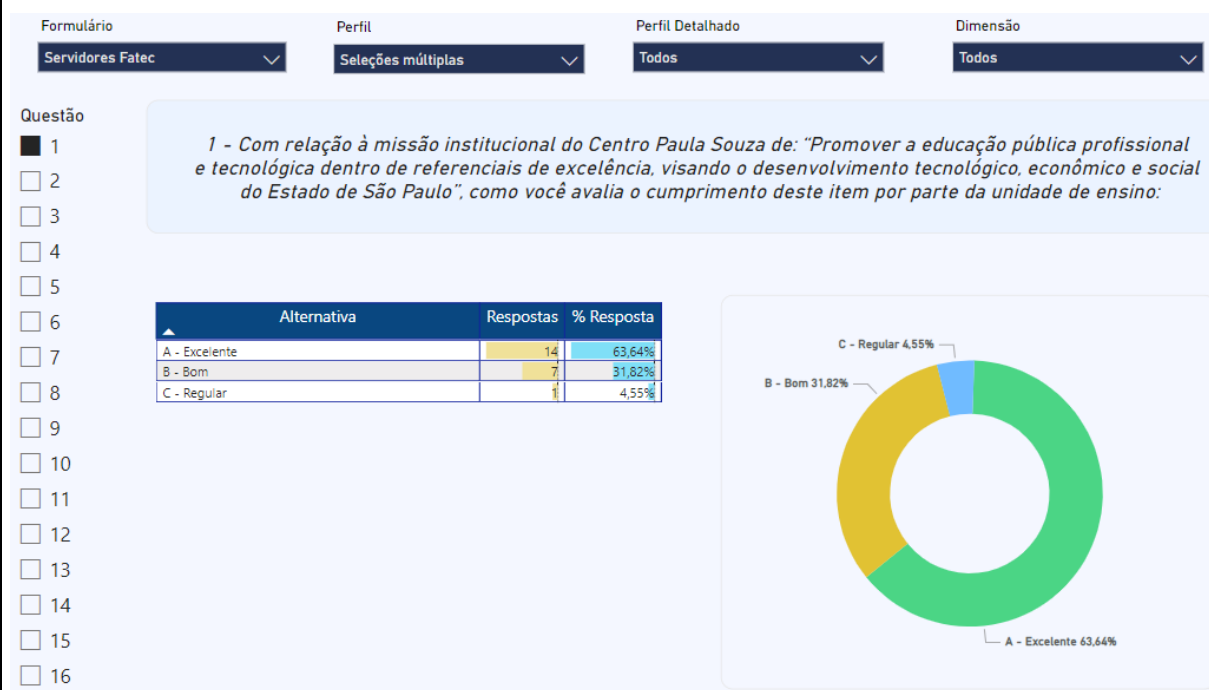 Formulário
Perfil
Perfil Detalhado
Dimensão
Servidores Fatec
Seleções múltiplas
Todos
Todos
Questão
1
2
3
4
5
6
7
8
9
10
11
12
13
14
15
16
1 - Com relação à missão institucional do Centro Paula Souza de: “Promover a educação pública profissional
e tecnológica dentro de referenciais de excelência, visando o desenvolvimento tecnológico, econômico e social
do Estado de São Paulo”, como você avalia o cumprimento deste item por parte da unidade de ensino:
Alternativa Respostas % Resposta
A - Excelente 14 63,64%
B - Bom 7 31,82%
C - Regular 1 4,55%
C - Regular 4,55%
B - Bom 31,82%
A - Excelente 63,64%